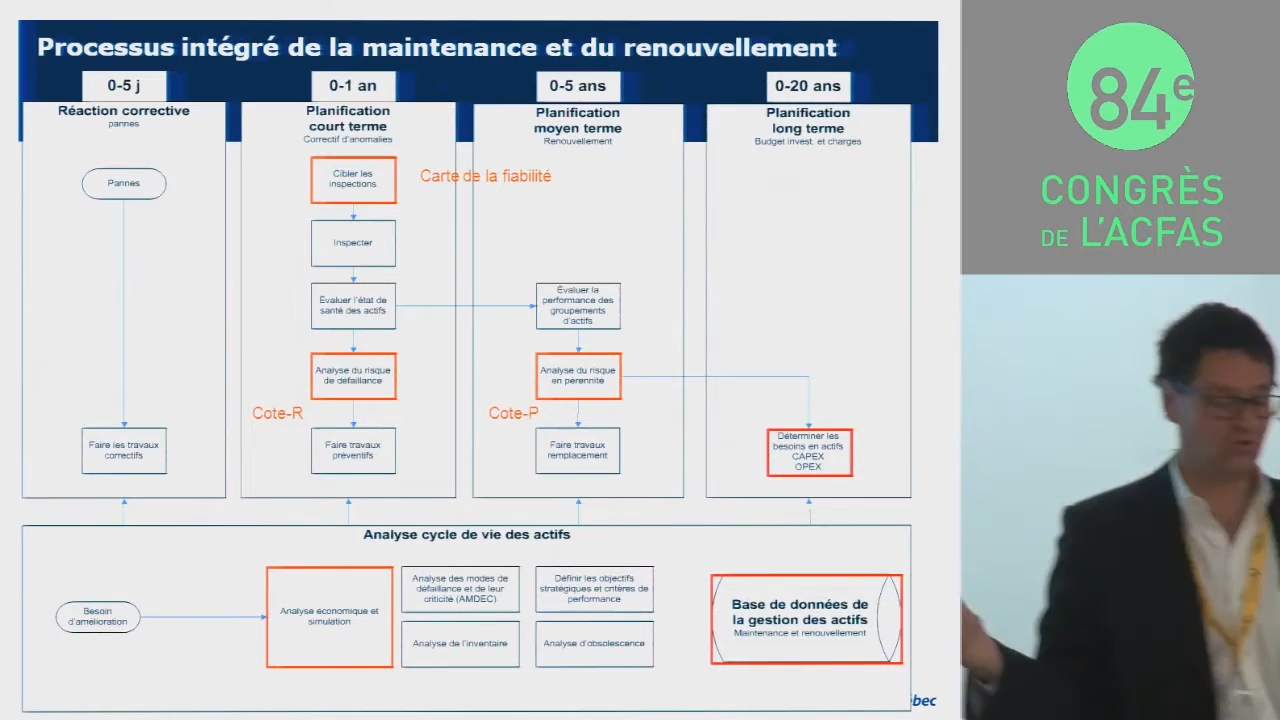 Processus intégré de la maintenance et du renouvellement
0-5 j
0-1 an
0-5 ans
0-20 ans
Réaction corrective
pannes
Planification
court terme
Correctif d'anomalies
Planification
moyen terme
Renouvellement
Planification
long terme
Budget invest. et charges
Pannes
Faire les travaux
correctifs
Cibler les
inspections
Carte de la fiabilité
Inspecter
Évaluer l'état de
santé des actifs
Analyse du risque
de défaillance
Cote-R
Faire travaux
préventifs
Évaluer la
performance des
groupements
d'actifs
Analyse du risque
en perennité
Cote-P
Faire travaux
remplacement
Déterminer les
besoins en actifs
CAPEX
OPEX
Analyse cycle de vie des actifs
Besoin
d'amélioration
Analyse économique et
simulation
Analyse des modes de
défaillance et de leur
criticité (AMDEC)
Définir les objectifs
stratégiques et critères de
performance
Analyse de l'inventaire
Analyse d'obsolescence
Base de données de
la gestion des actifs
Maintenance et renouvellement
bec
84e
CONGRÈS
DE L'ACFAS